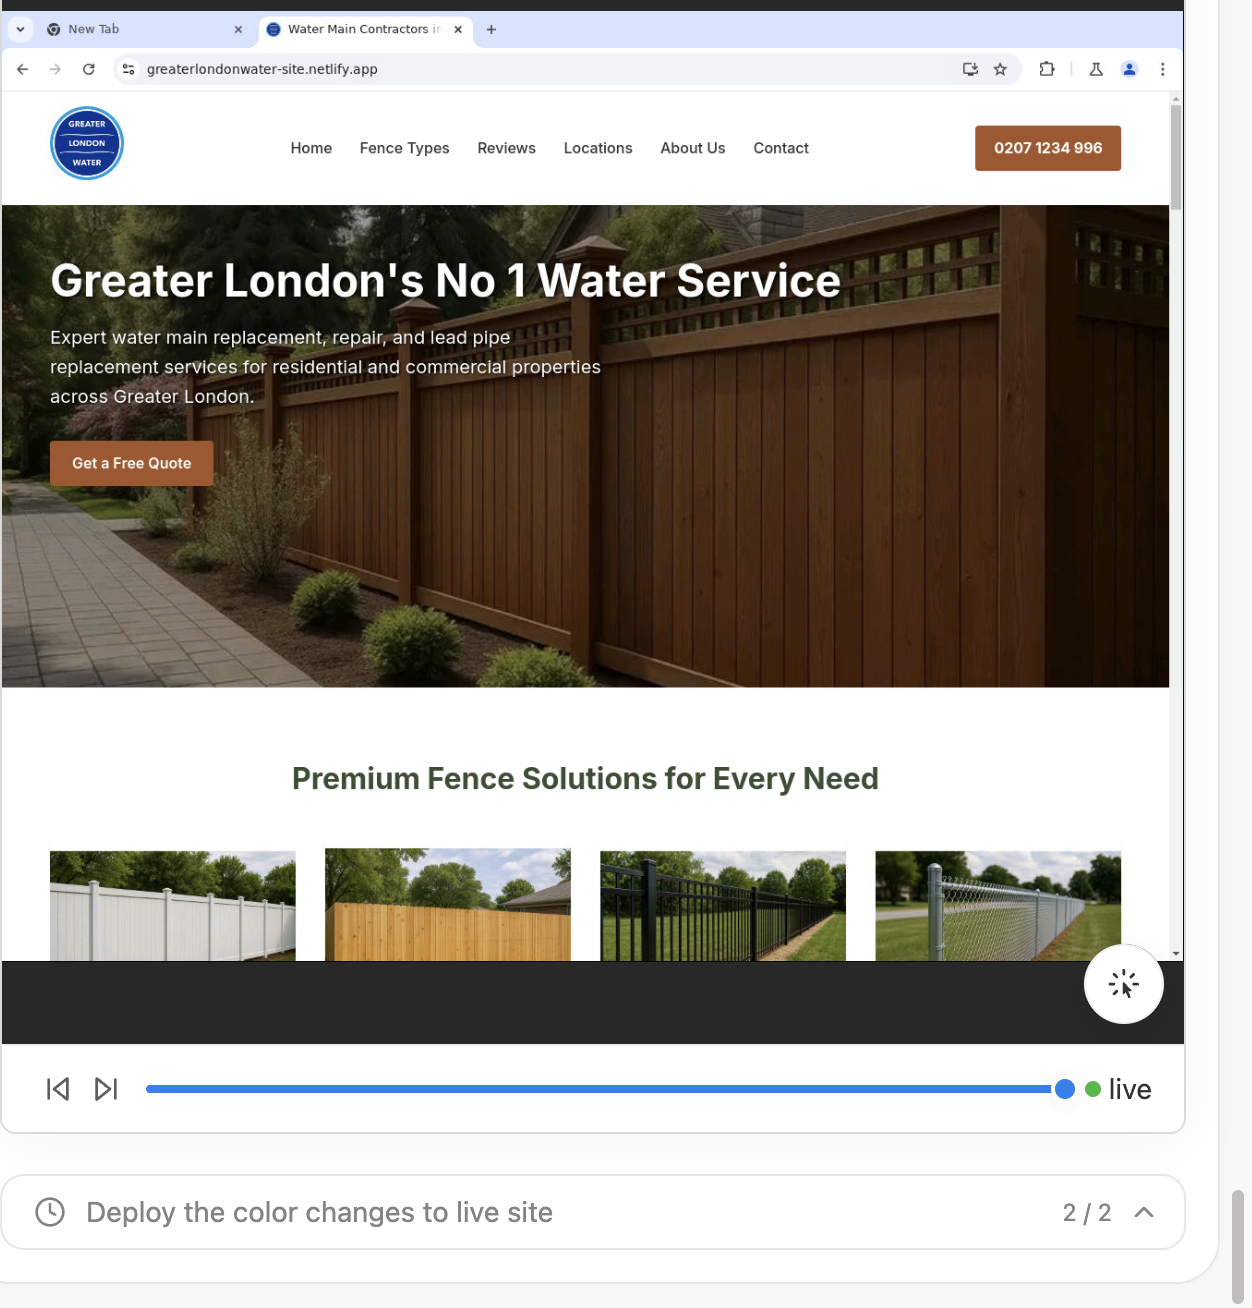 New Tab
Water Main Contractors in
greaterlondonwater-site.netlify.app
GREATER
LONDON
WATER
Home Fence Types Reviews Locations About Us Contact
0207 1234 996
Greater London's No 1 Water Service
Expert water main replacement, repair, and lead pipe
replacement services for residential and commercial properties
across Greater London.
Get a Free Quote
Premium Fence Solutions for Every Need
live
Deploy the color changes to live site
2 / 2